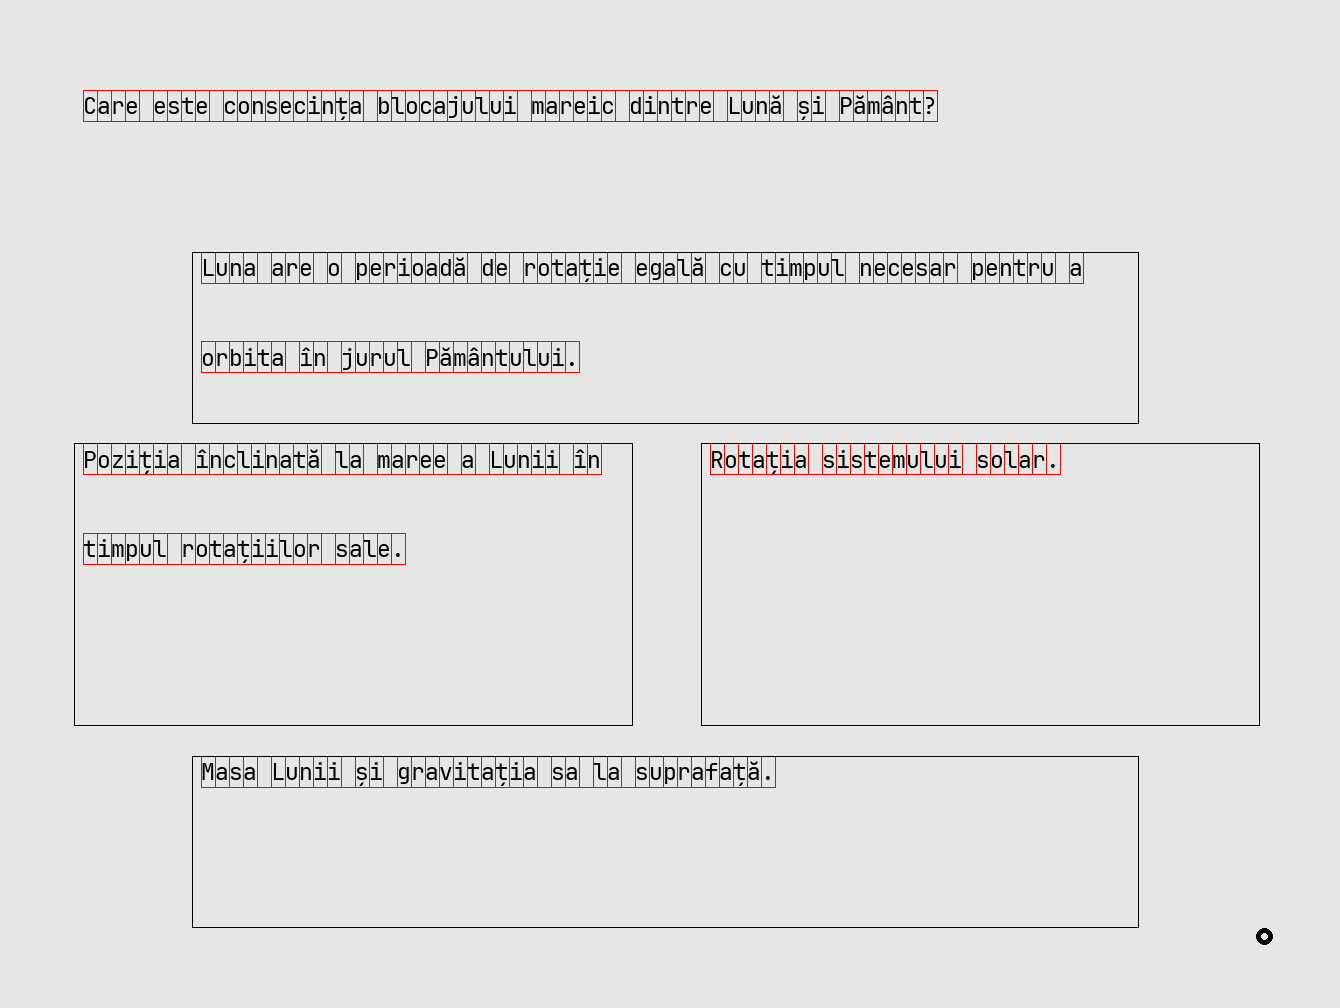 Care este consecința blocajului mareic dintre Lună și Pământ?
Luna are o perioadă de rotație egală cu timpul necesar pentru a
orbita în jurul Pământului.
Poziția înclinată la maree a Lunii în
timpul rotațiilor sale.
Rotația sistemului solar.
Masa Lunii și gravitația sa la suprafață.